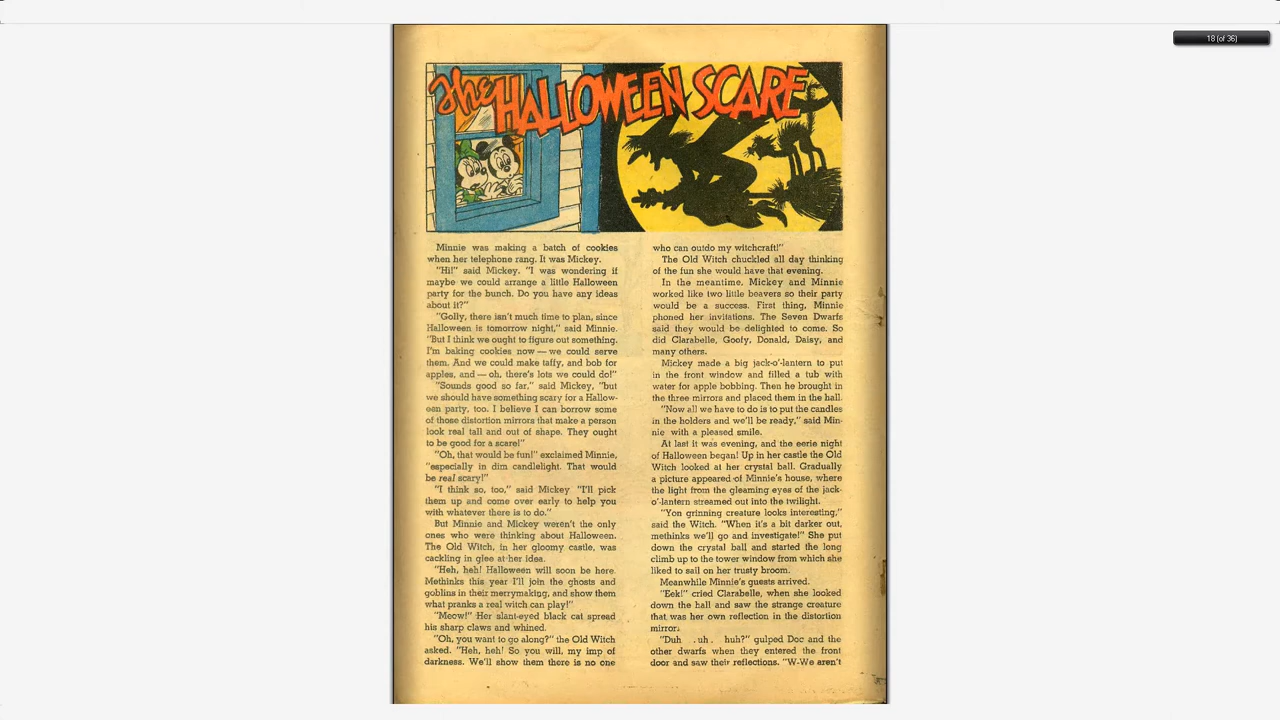 18 (of 36)
The HALLOWEEN SCARE
Minnie was making a batch of cookies
when her telephone rang. It was Mickey.
"Hi!" said Mickey. "I was wondering if
maybe we could arrange a little Halloween
party for the bunch. Do you have any ideas
about it?"
"Golly, there isn't much time to plan, since
Halloween is tomorrow night," said Minnie.
"But I think we ought to figure out something.
I'm baking cookies now — we could serve
them. And we could make taffy, and bob for
apples, and — oh, there's lots we could do!"
"Sounds good so far," said Mickey, "but
we should have something scary for a Hallow-
een party, too. I believe I can borrow some
of those distortion mirrors that make a person
look real tall and out of shape. They ought
to be good for a scare!"
"Oh, that would be fun!" exclaimed Minnie,
"especially in dim candlelight. That would
be real scary!"
"I think so, too," said Mickey "I'll pick
them up and come over early to help you
with whatever there is to do."
But Minnie and Mickey weren't the only
ones who were thinking about Halloween.
The Old Witch, in her gloomy castle, was
cackling in glee at her idea.
"Heh, heh! Halloween will soon be here.
Methinks this year I'll join the ghosts and
goblins in their merrymaking, and show them
what pranks a real witch can play!"
"Meow!" Her slant-eyed black cat spread
his sharp claws and whined.
"Oh, you want to go along?" the Old Witch
asked. "Heh, heh! So you will, my imp of
darkness. We'll show them there is no one
who can outdo my witchcraft!"
The Old Witch chuckled all day thinking
of the fun she would have that evening.
In the meantime, Mickey and Minnie
worked like two little beavers so their party
would be a success. First thing, Minnie
phoned her invitations. The Seven Dwarfs
said they would be delighted to come. So
did Clarabelle, Goofy, Donald, Daisy, and
many others.
Mickey made a big jack-o'-lantern to put
in the front window and filled a tub with
water for apple bobbing. Then he brought in
the three mirrors and placed them in the hall.
"Now all we have to do is to put the candles
in the holders and we'll be ready," said Min-
nie with a pleased smile.
At last it was evening, and the eerie night
of Halloween began! Up in her castle the Old
Witch looked at her crystal ball. Gradually
a picture appeared of Minnie's house, where
the light from the gleaming eyes of the jack-
o'-lantern streamed out into the twilight.
"Yon grinning creature looks interesting,"
said the Witch. "When it's a bit darker out,
methinks we'll go and investigate!" She put
down the crystal ball and started the long
climb up to the tower window from which she
liked to sail on her trusty broom.
Meanwhile Minnie's guests arrived.
"Eek!" cried Clarabelle, when she looked
down the hall and saw the strange creature
that was her own reflection in the distortion
mirror.
"Duh . . uh . huh?" gulped Doc and the
other dwarfs when they entered the front
door and saw their reflections. "W-We aren't